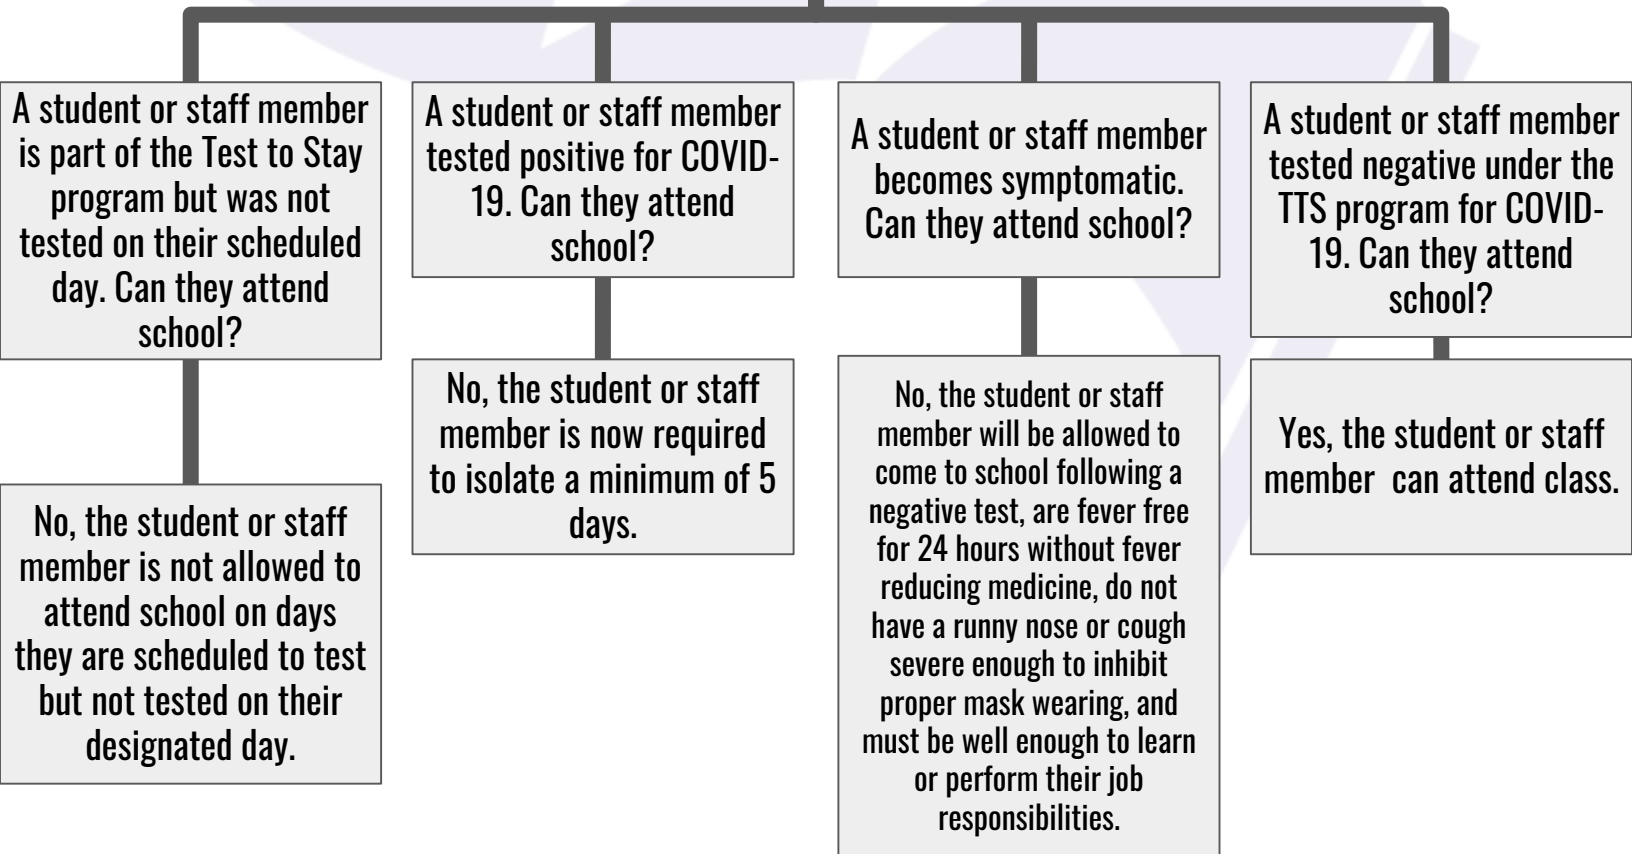 A student or staff member
is part of the Test to Stay
program but was not
tested on their scheduled
day. Can they attend
school?
No, the student or staff
member is not allowed to
attend school on days
they are scheduled to test
but not tested on their
designated day.
A student or staff member
tested positive for COVID-
19. Can they attend
school?
No, the student or staff
member is now required
to isolate a minimum of 5
days.
A student or staff member
becomes symptomatic.
Can they attend school?
No, the student or staff
member will be allowed to
come to school following a
negative test, are fever free
for 24 hours without fever
reducing medicine, do not
have a runny nose or cough
severe enough to inhibit
proper mask wearing, and
must be well enough to learn
or perform their job
responsibilities.
A student or staff member
tested negative under the
TTS program for COVID-
19. Can they attend
school?
Yes, the student or staff
member  can attend class.